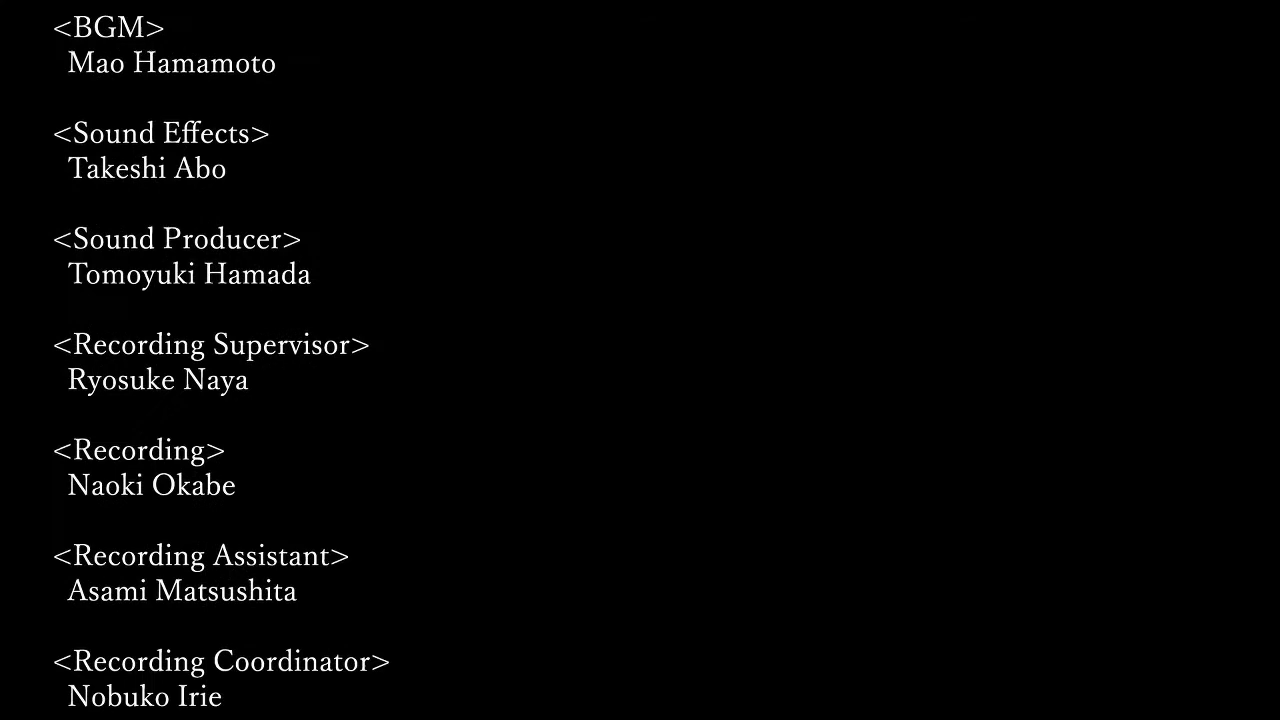 <BGM>
Mao Hamamoto
<Sound Effects>
Takeshi Abo
<Sound Producer>
Tomoyuki Hamada
<Recording Supervisor>
Ryosuke Naya
<Recording>
Naoki Okabe
<Recording Assistant>
Asami Matsushita
<Recording Coordinator>
Nobuko Irie